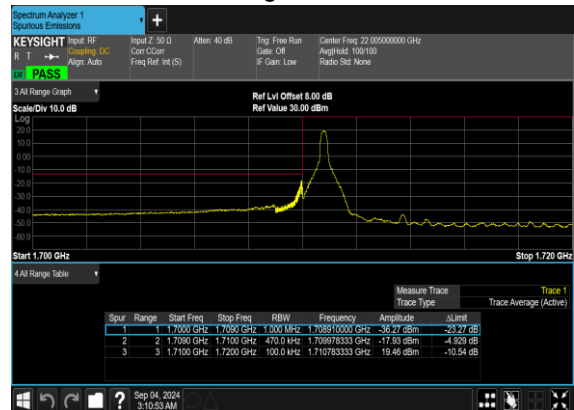 Spectrum Analyzer 1
Spurious Emissions
KEYSIGHT
R T
Input: RF
Coupling: DC
Align: Auto
Input Z: 50 Ω
Corr CCorr
Freq Ref: Int (S)
Atten: 40 dB
Trig: Free Run
Gate: Off
IF Gain: Low
Center Freq: 22.005000000 GHz
Avg|Hold: 100/100
Radio Std: None
PASS
3 All Range Graph
Scale/Div 10.0 dB
Ref Lvl Offset 8.00 dB
Ref Value 30.00 dBm
Log
20.0
10.0
0.00
-10.0
-20.0
-30.0
-40.0
-50.0
-60.0
Start 1.700 GHz
Stop 1.720 GHz
4 All Range Table
Measure Trace Trace 1
Trace Type Trace Average (Active)
Spur Range Start Freq Stop Freq RBW Frequency Amplitude ΔLimit
1 1 1.7000 GHz 1.7090 GHz 1.000 MHz 1.708910000 GHz -36.27 dBm -23.27 dB
2 2 1.7090 GHz 1.7100 GHz 470.0 kHz 1.709978333 GHz -17.93 dBm -4.929 dB
3 3 1.7100 GHz 1.7200 GHz 100.0 kHz 1.710783333 GHz 19.46 dBm -10.54 dB
?
Sep 04, 2024
3:10:53 AM